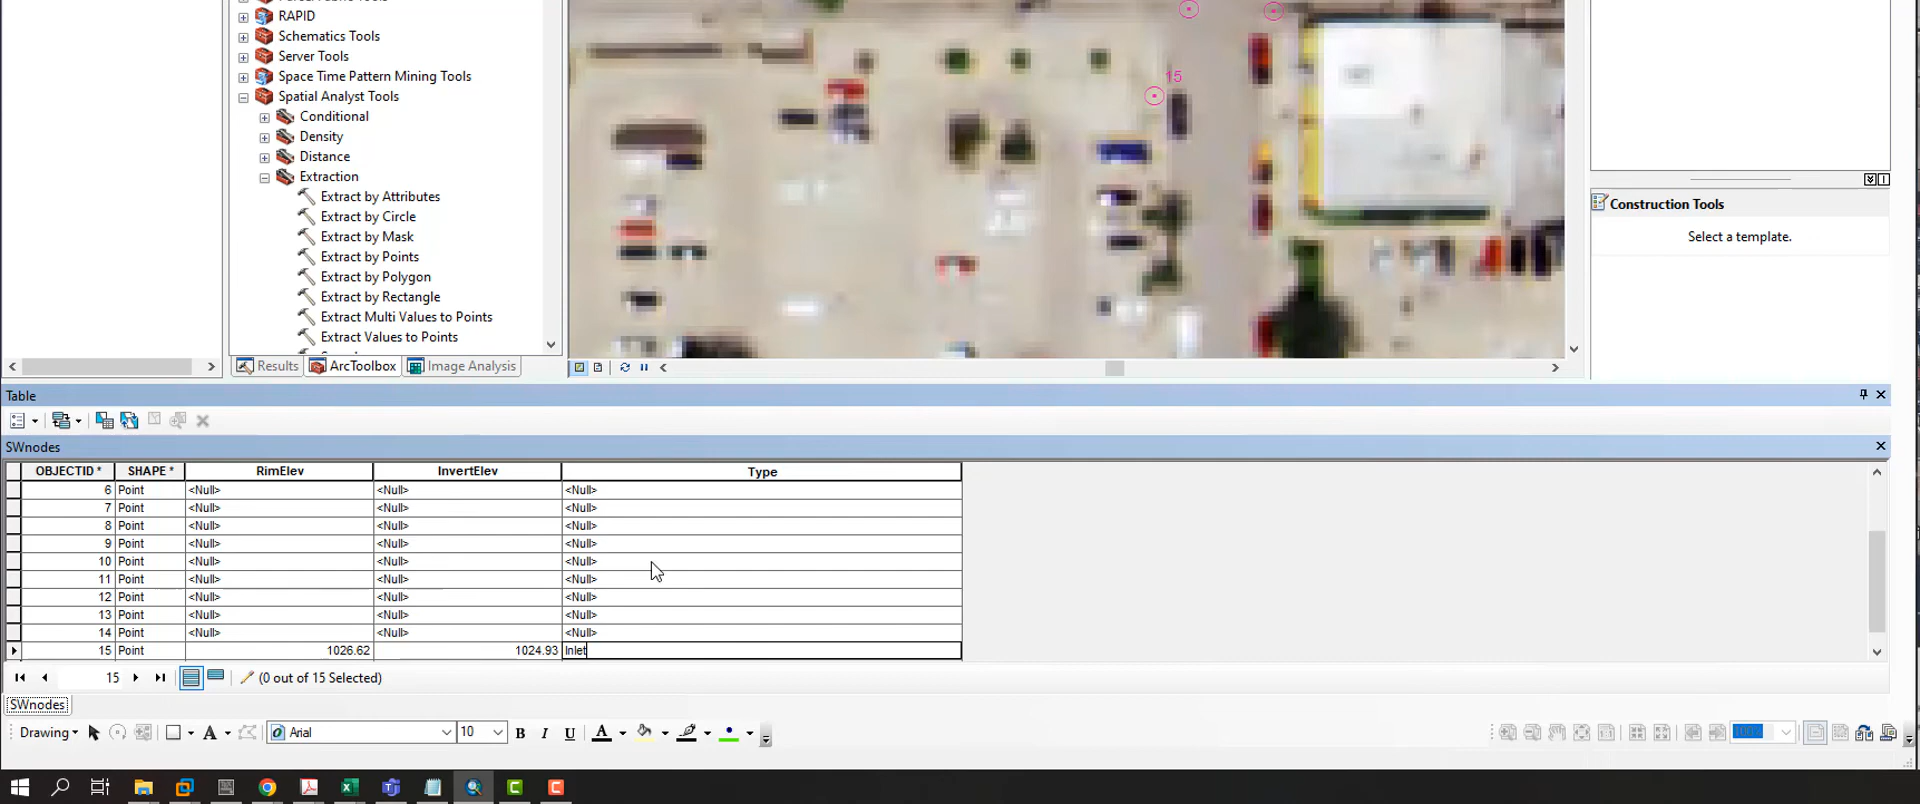 RAPID
Schematics Tools
Server Tools
Space Time Pattern Mining Tools
Spatial Analyst Tools
Conditional
Density
Distance
Extraction
Extract by Attributes
Extract by Circle
Extract by Mask
Extract by Points
Extract by Polygon
Extract by Rectangle
Extract Multi Values to Points
Extract Values to Points
Results ArcToolbox Image Analysis
15
Construction Tools
Select a template.
Table
SWnodes
OBJECTID * SHAPE * RimElev InvertElev Type
6 Point <Null> <Null> <Null>
7 Point <Null> <Null> <Null>
8 Point <Null> <Null> <Null>
9 Point <Null> <Null> <Null>
10 Point <Null> <Null> <Null>
11 Point <Null> <Null> <Null>
12 Point <Null> <Null> <Null>
13 Point <Null> <Null> <Null>
14 Point <Null> <Null> <Null>
15 Point 1026.62 1024.93 Inlet
15 (0 out of 15 Selected)
SWnodes
Drawing A Arial 10 B I U A
100%